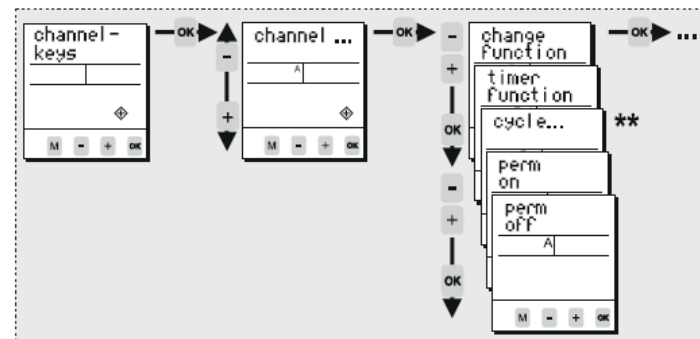 channel-
keys
M - + OK
OK
-
+
channel ...
A
M - + OK
OK
-
+
OK
-
+
OK
change
function
timer
function
cycle...
**
perm
on
perm
off
A
M - + OK
OK
...